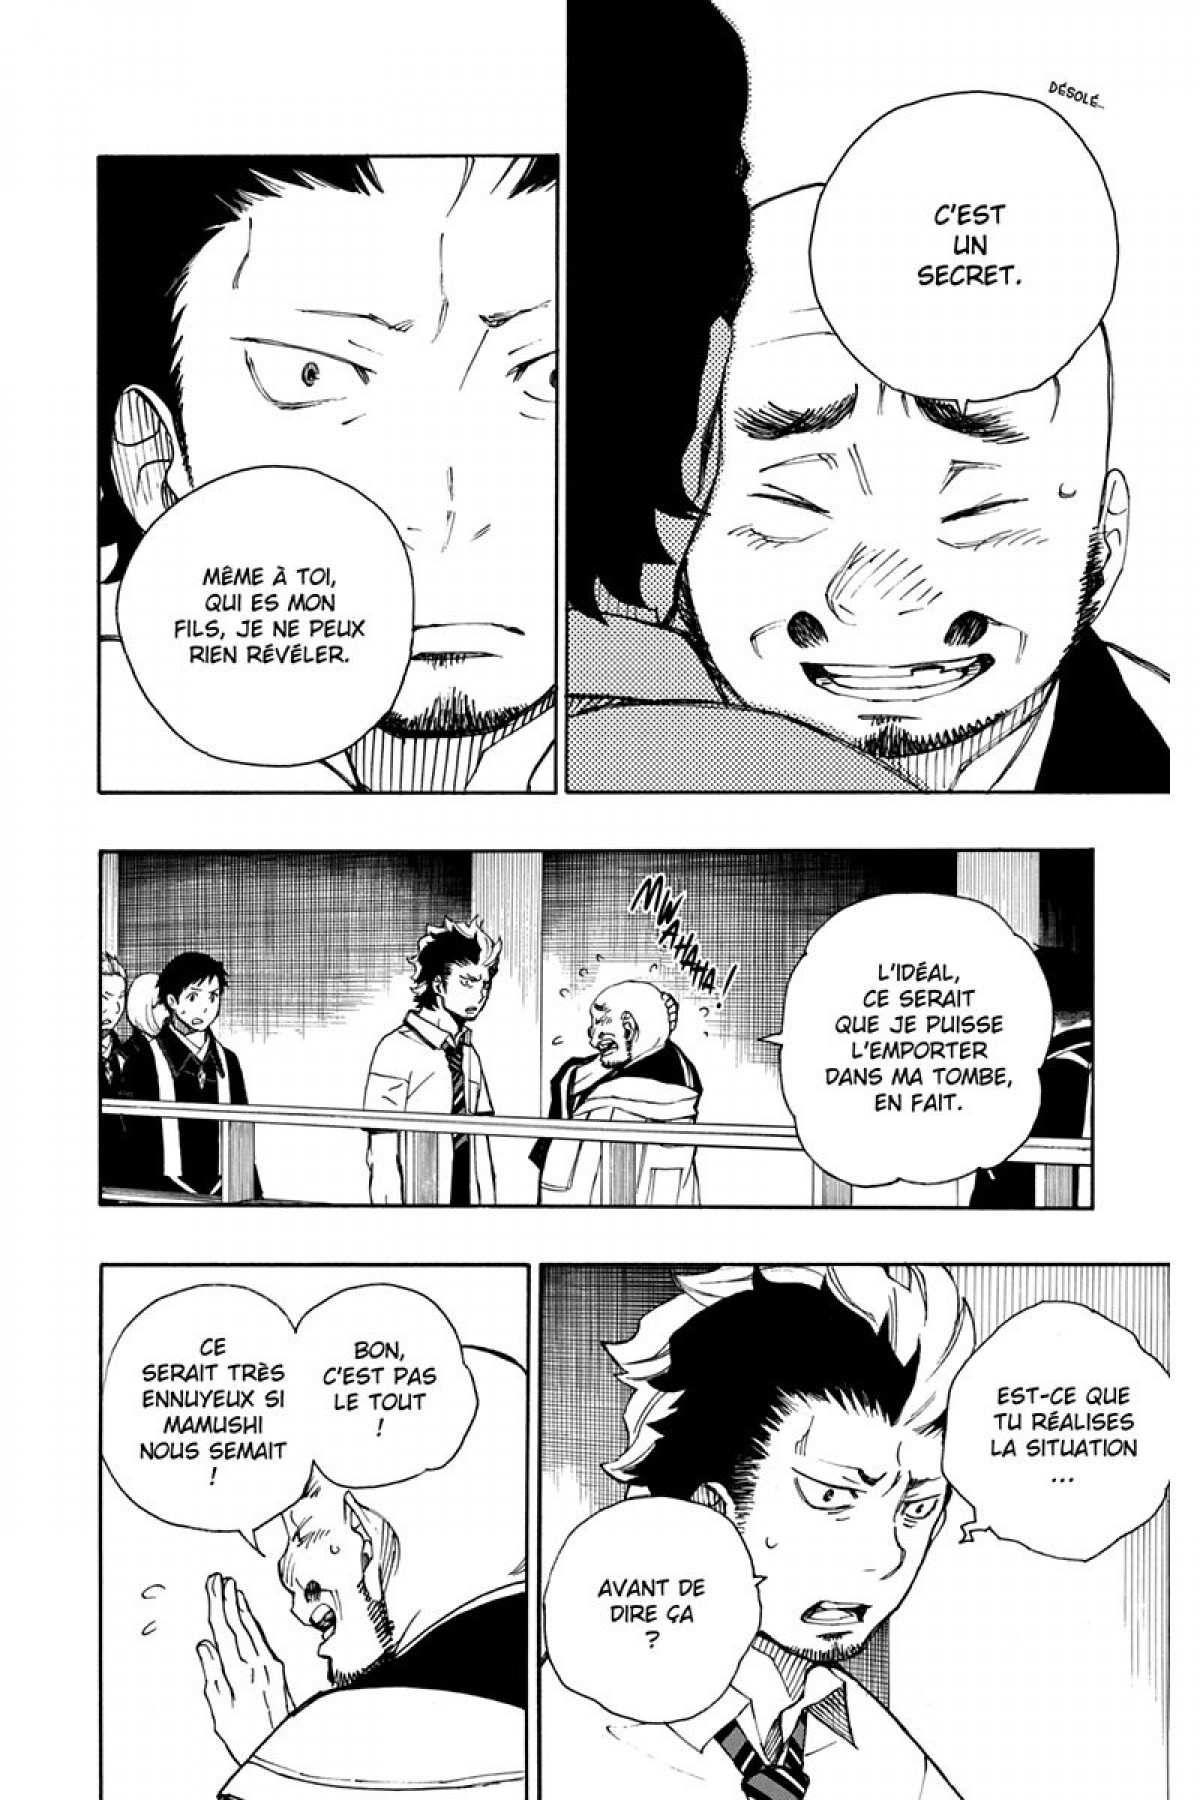 DÉSOLÉ...
C'EST
UN
SECRET.
MÊME À TOI,
QUI ES MON
FILS, JE NE PEUX
RIEN RÉVÉLER.
L'IDÉAL,
CE SERAIT
QUE JE PUISSE
L'EMPORTER
DANS MA TOMBE,
EN FAIT.
MWAHAHAHA !
EST-CE QUE
TU RÉALISES
LA SITUATION
...
AVANT DE
DIRE ÇA
?
BON,
C'EST PAS
LE TOUT
!
CE
SERAIT TRÈS
ENNUYEUX SI
MAMUSHI
NOUS SEMAIT
!